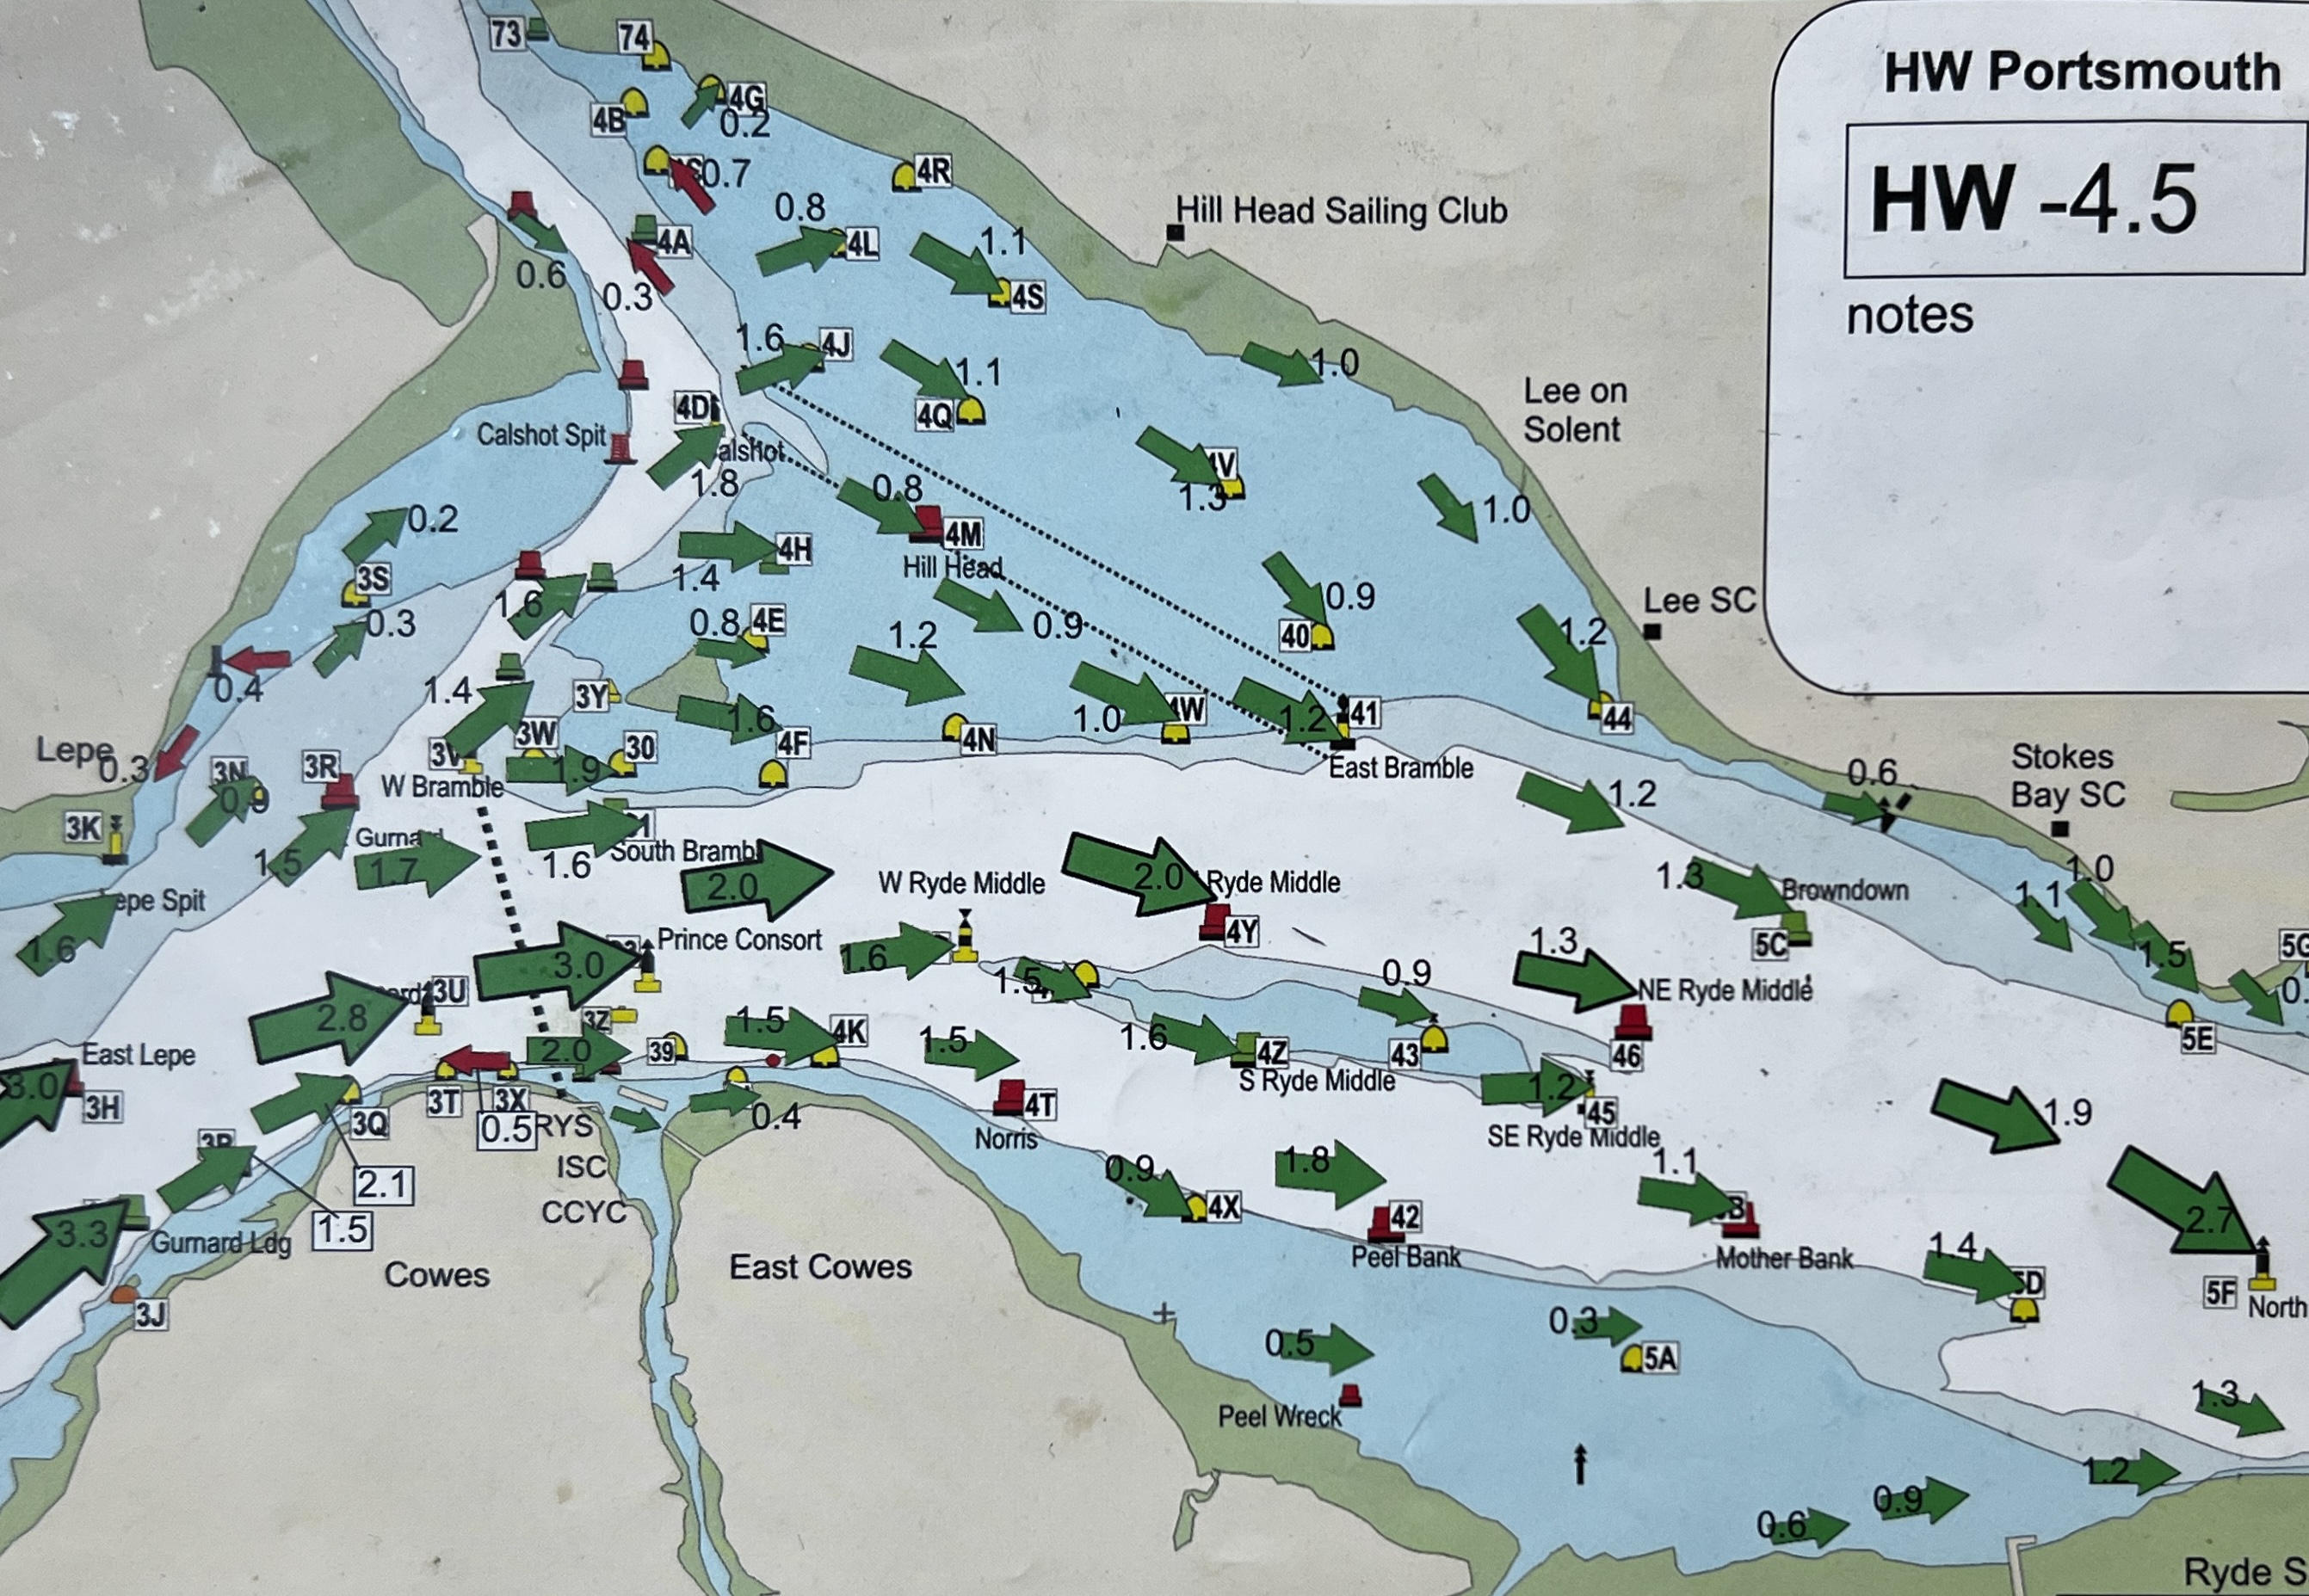 73
74
4G
0.2
4B
0.7
4R
HW Portsmouth
HW -4.5
notes
Hill Head Sailing Club
0.8
4A
4L
1.1
4S
0.6
0.3
1.6
4J
1.1
4Q
1.0
Lee on
Solent
4D
Calshot Spit
alshot
1.8
0.8
4V
1.3
1.0
0.2
4M
4H
Hill Head
1.4
3S
1.6
0.9
Lee SC
0.3
0.8
4E
1.2
0.9
40
1.2
0.4
1.4
3Y
1.6
1.0
4W
1.2
41
44
Lepe
0.3
3N
3R
3W
30
4F
4N
East Bramble
0.6
Stokes
Bay SC
W Bramble
1.9
0.9
1.2
3K
Gurna
1.5
1.7
1.6
South Bramb
2.0
W Ryde Middle
2.0
Ryde Middle
1.3
Browndown
1.1
1.0
epe Spit
1.6
Prince Consort
4Y
5C
1.5
5G
3.0
1.6
1.5
0.9
1.3
NE Ryde Middle
0.
3U
2.8
3Z
2.0
39
1.5
4K
1.5
1.6
4Z
43
46
5E
East Lepe
3.0
3H
S Ryde Middle
1.2
45
3T
3X
0.5
RYS
0.4
4T
Norris
SE Ryde Middle
1.9
3Q
ISC
2.1
CCYC
1.5
0.9
4X
1.8
42
1.1
Peel Bank
Mother Bank
1.4
5D
2.7
5F
North
3.3
Gurnard Ldg
Cowes
East Cowes
3J
0.5
0.3
5A
Peel Wreck
1.3
1.2
0.9
0.6
Ryde S